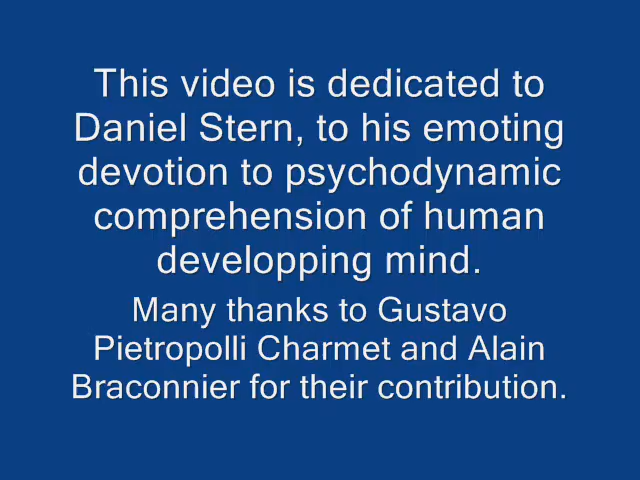 This video is dedicated to
Daniel Stern, to his emoting
devotion to psychodynamic
comprehension of human
developping mind.
Many thanks to Gustavo
Pietropolli Charmet and Alain
Braconnier for their contribution.